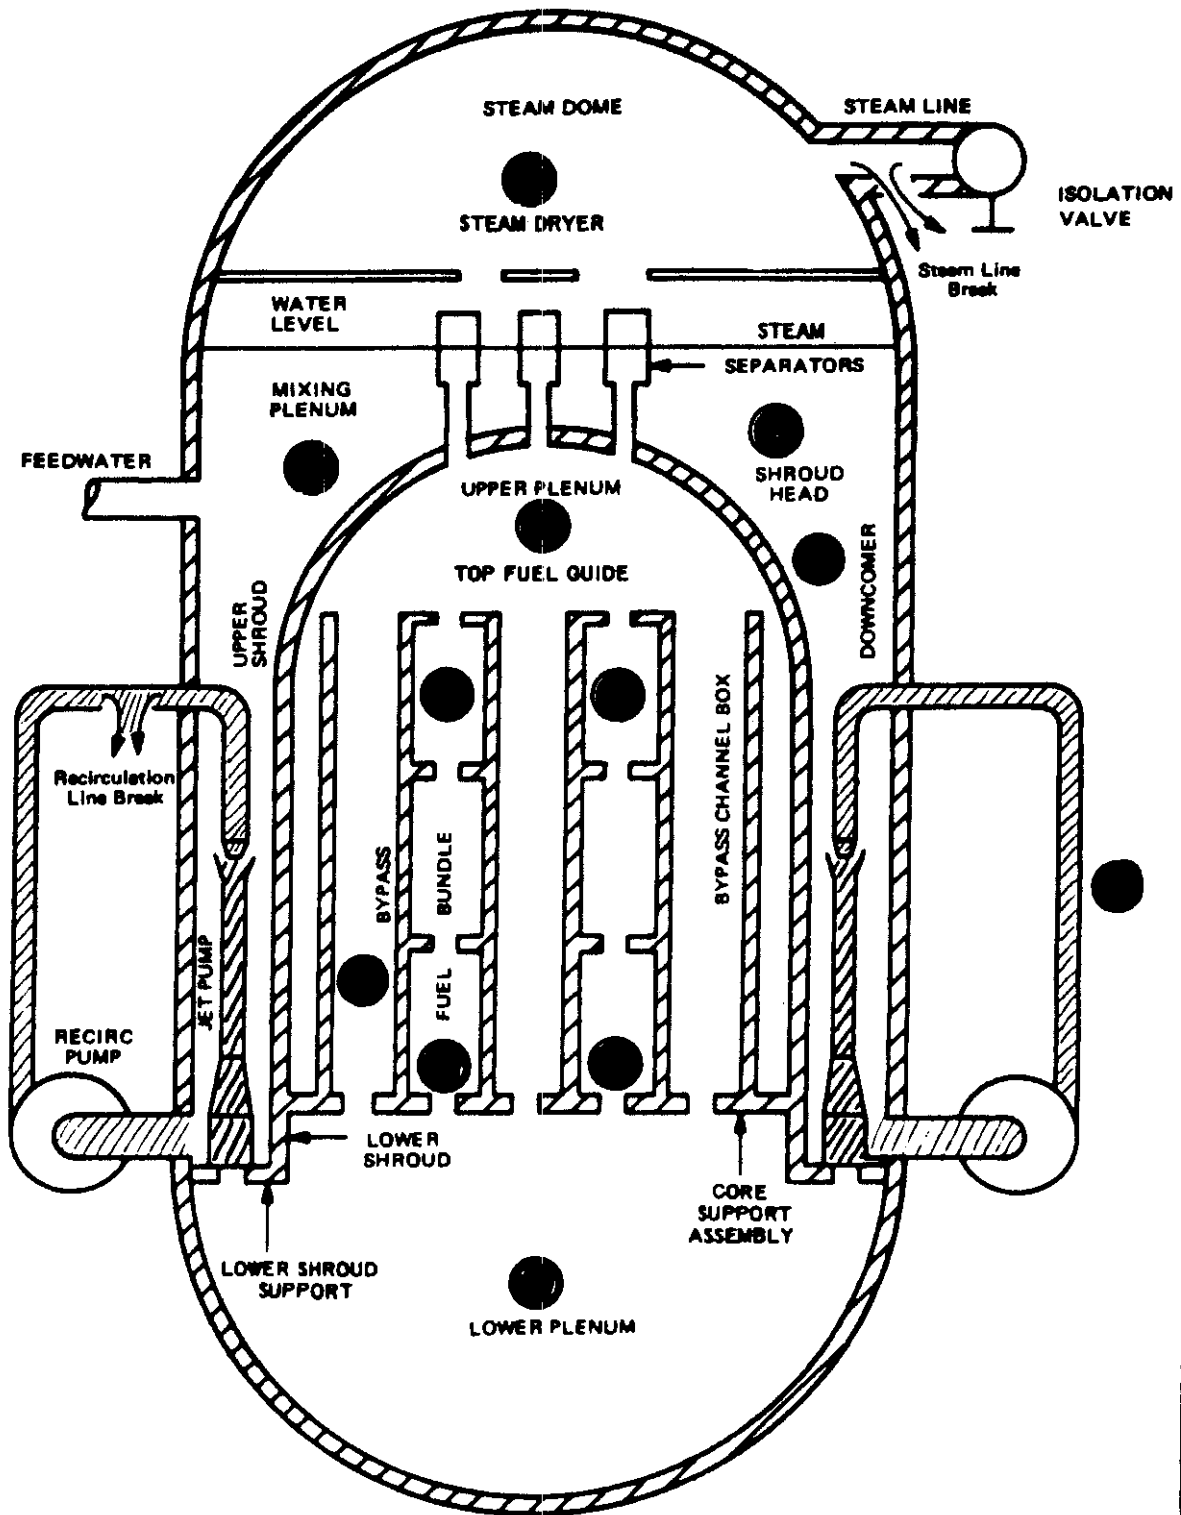 STEAM DOME
STEAM LINE
ISOLATION
VALVE
STEAM DRYER
Steam Line
Break
WATER
LEVEL
STEAM
SEPARATORS
MIXING
PLENUM
FEEDWATER
UPPER PLENUM
SHROUD
HEAD
TOP FUEL GUIDE
DOWNCOMER
UPPER
SHROUD
Recirculation
Line Break
BYPASS CHANNEL BOX
BYPASS
FUEL BUNDLE
JET PUMP
RECIRC
PUMP
LOWER
SHROUD
CORE
SUPPORT
ASSEMBLY
LOWER SHROUD
SUPPORT
LOWER PLENUM